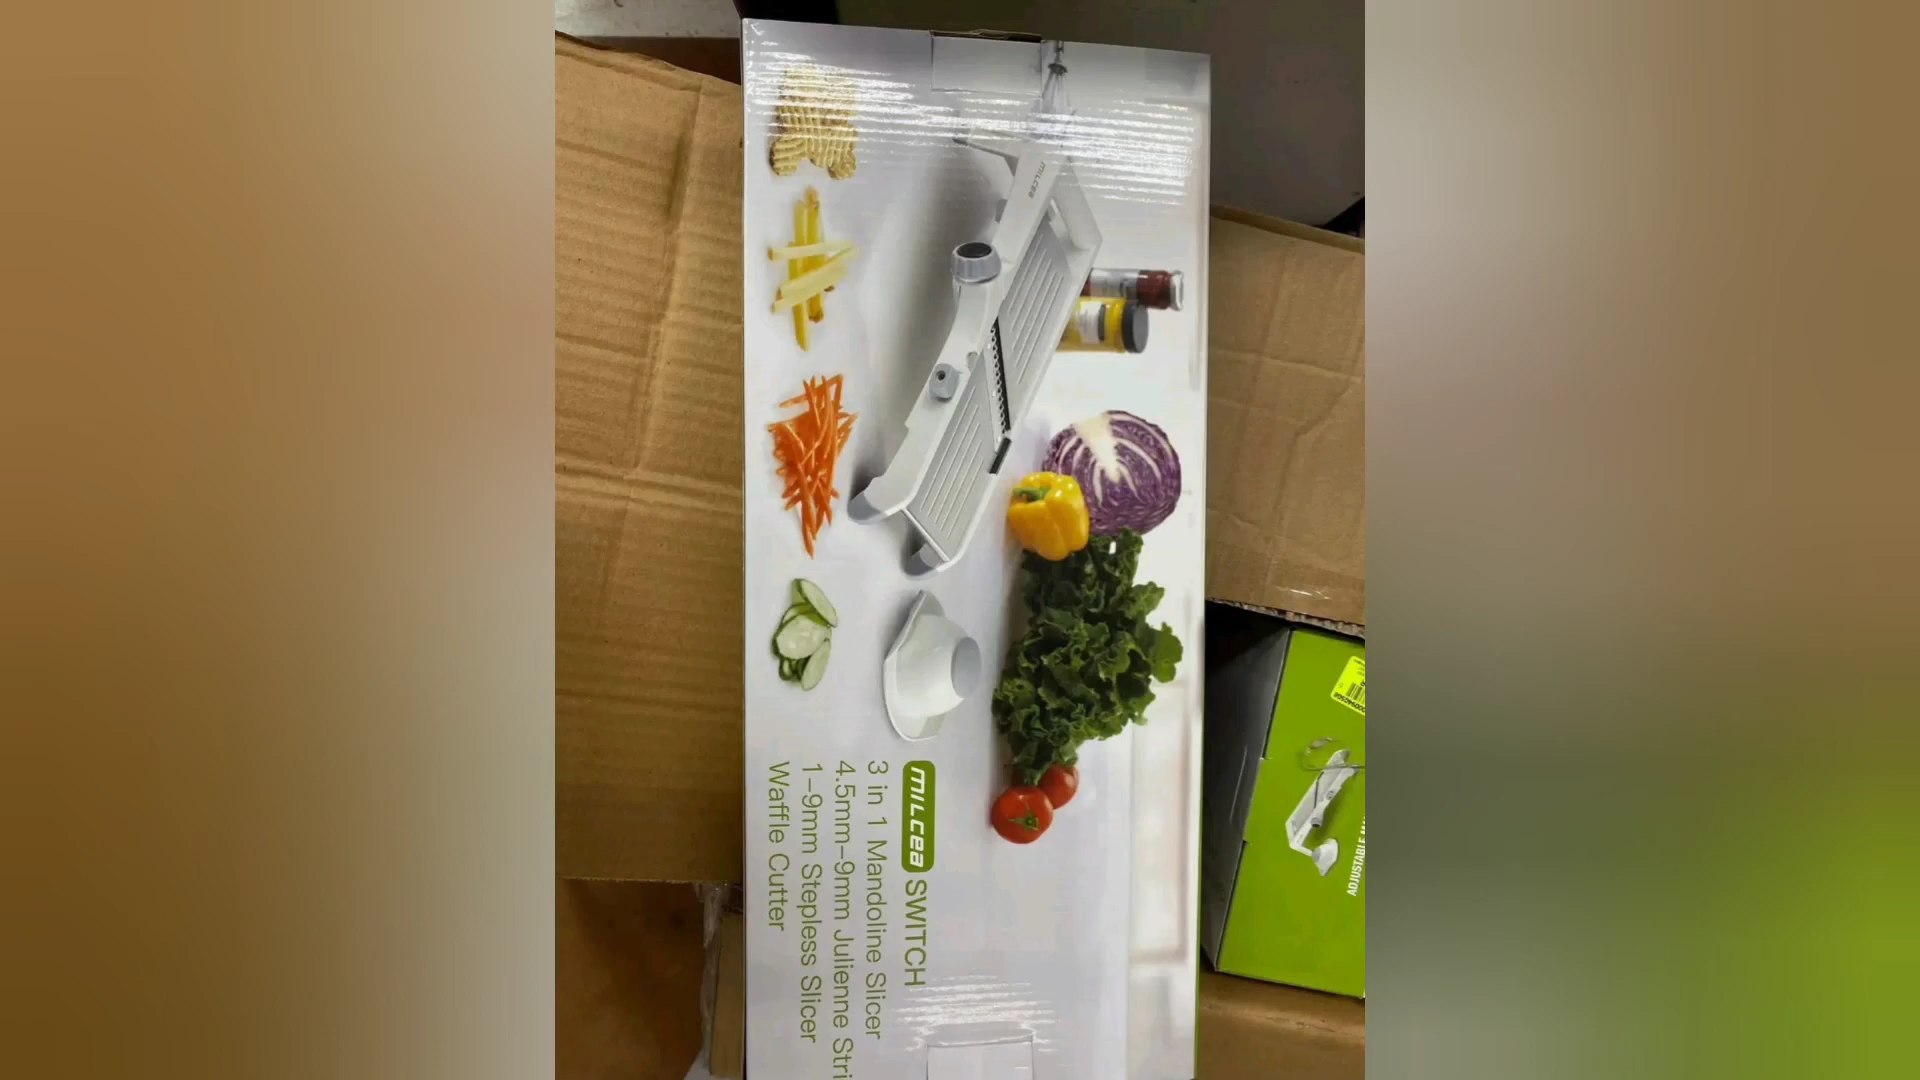 MILCEA SWITCH
3 in 1 Mandoline Slicer
4.5mm-9mm Julienne Stri
1-9mm Stepless Slicer
Waffle Cutter
MILCEA